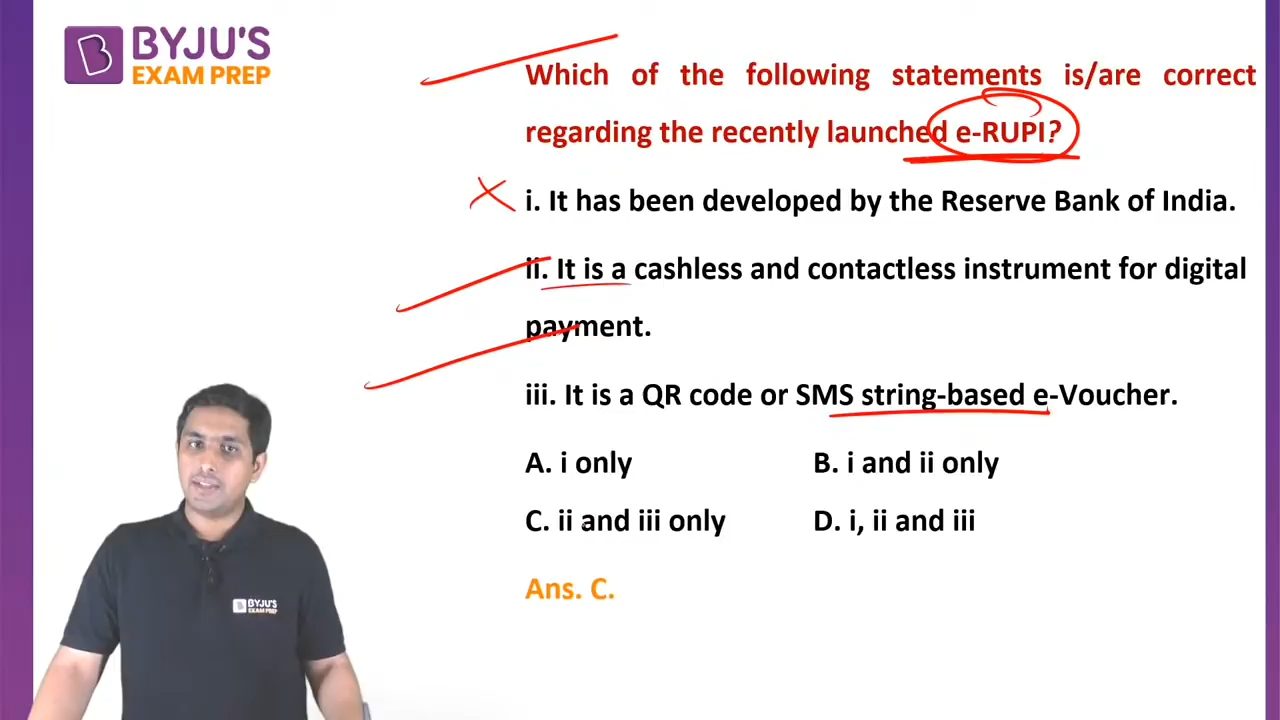 BYJU'S
EXAM PREP
Which of the following statements is/are correct
regarding the recently launched e-RUPI?
i. It has been developed by the Reserve Bank of India.
ii. It is a cashless and contactless instrument for digital
payment.
iii. It is a QR code or SMS string-based e-Voucher.
A. i only B. i and ii only
C. ii and iii only D. i, ii and iii
Ans. C.
BYJU'S
EXAM PREP